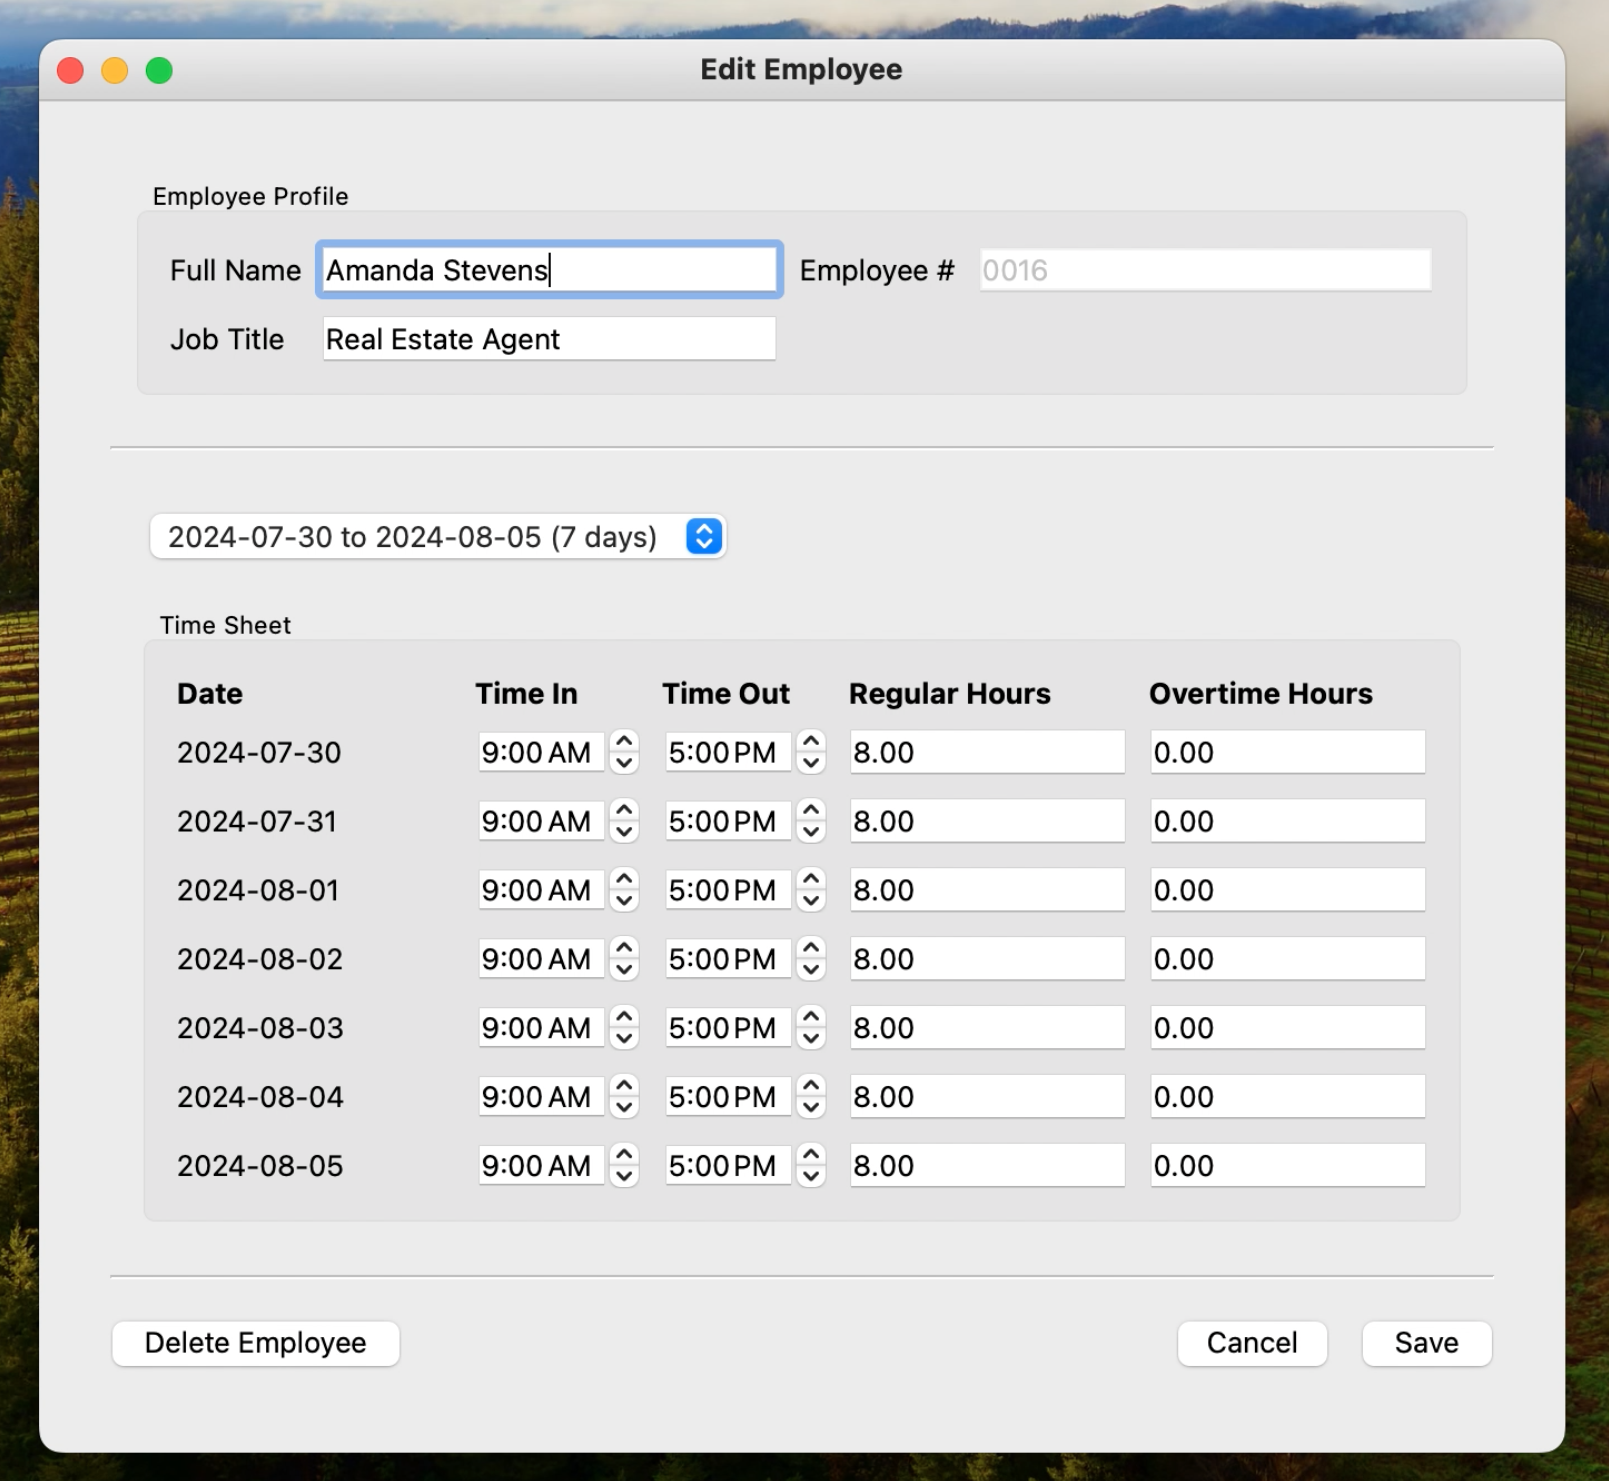 Edit Employee
Employee Profile
Full Name Amanda Stevens Employee # 0016
Job Title Real Estate Agent
2024-07-30 to 2024-08-05 (7 days)
Time Sheet
Date Time In Time Out Regular Hours Overtime Hours
2024-07-30 9:00 AM 5:00 PM 8.00 0.00
2024-07-31 9:00 AM 5:00 PM 8.00 0.00
2024-08-01 9:00 AM 5:00 PM 8.00 0.00
2024-08-02 9:00 AM 5:00 PM 8.00 0.00
2024-08-03 9:00 AM 5:00 PM 8.00 0.00
2024-08-04 9:00 AM 5:00 PM 8.00 0.00
2024-08-05 9:00 AM 5:00 PM 8.00 0.00
Delete Employee Cancel Save